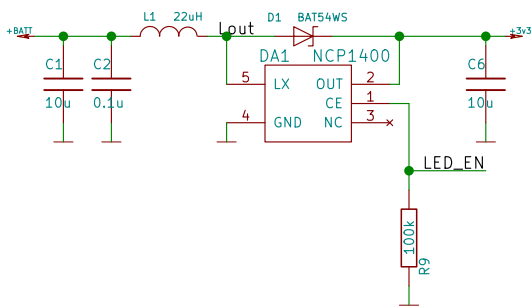 L1 22uH
D1 BAT54WS
+BATT
Lout
+3v3
C1
C2
DA1 NCP1400
C6
5 LX OUT 2
10u
0.1u
CE 1
10u
4 GND NC 3
LED_EN
100k
R9